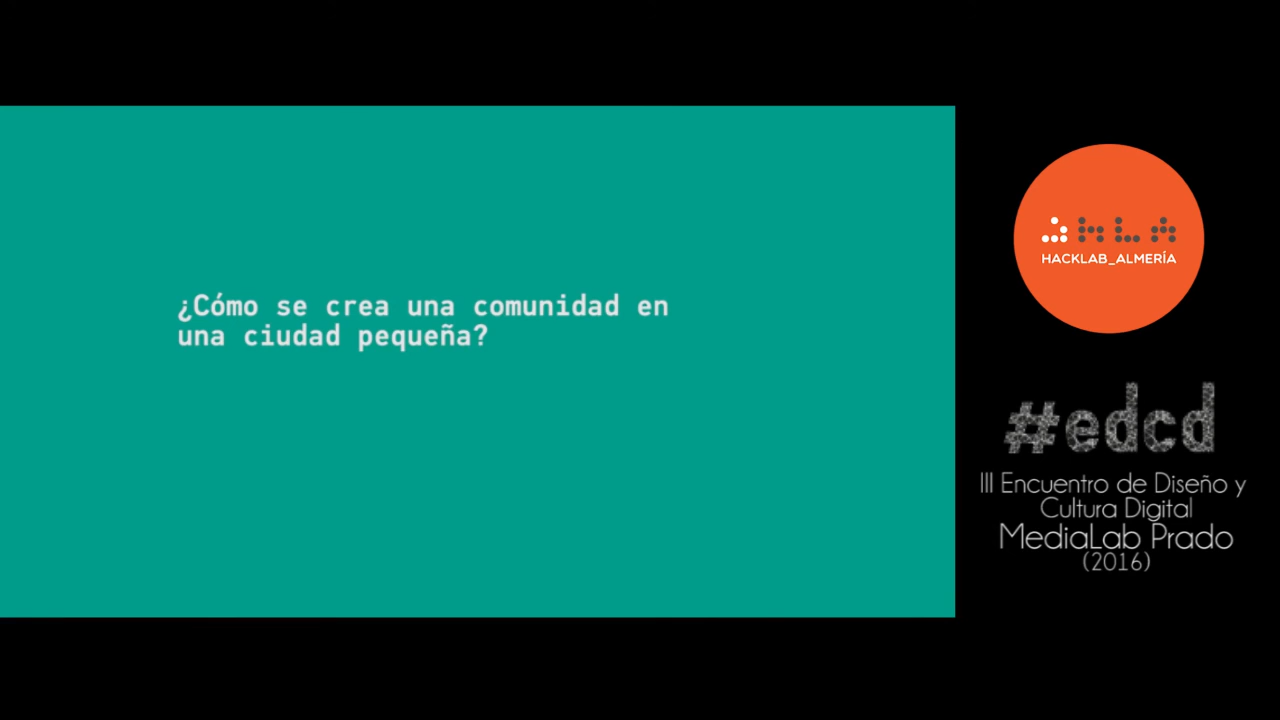 ¿Cómo se crea una comunidad en
una ciudad pequeña?
HACKLAB_ALMERÍA
#edcd
III Encuentro de Diseño y
Cultura Digital
MediaLab Prado
(2016)